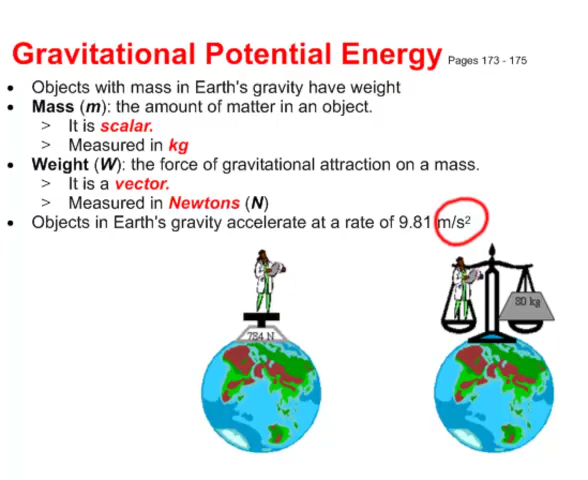 Gravitational Potential Energy Pages 173 - 175
• Objects with mass in Earth's gravity have weight
• Mass (m): the amount of matter in an object.
> It is scalar.
> Measured in kg
• Weight (W): the force of gravitational attraction on a mass.
> It is a vector.
> Measured in Newtons (N)
• Objects in Earth's gravity accelerate at a rate of 9.81 m/s²
784 N
80 kg